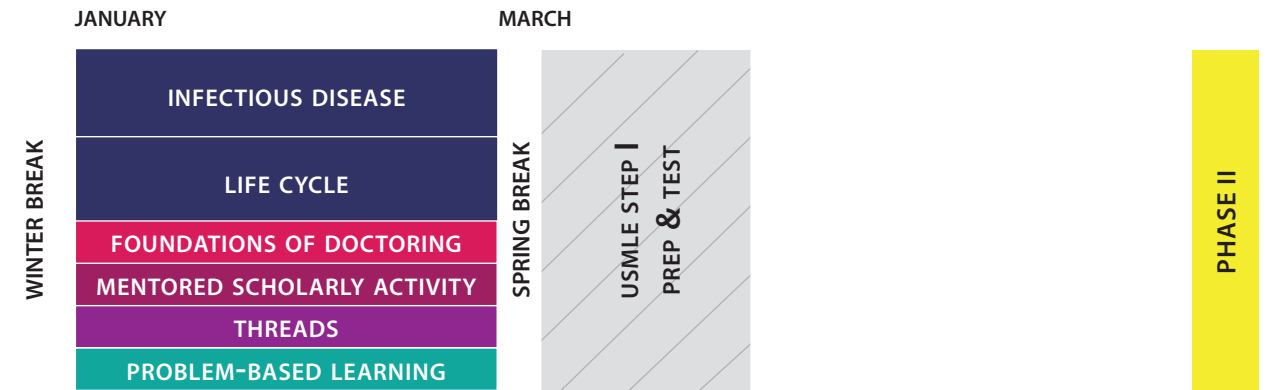 JANUARY
MARCH
WINTER BREAK
INFECTIOUS DISEASE
LIFE CYCLE
FOUNDATIONS OF DOCTORING
MENTORED SCHOLARLY ACTIVITY
THREADS
PROBLEM-BASED LEARNING
SPRING BREAK
USMLE STEP I
PREP & TEST
PHASE II